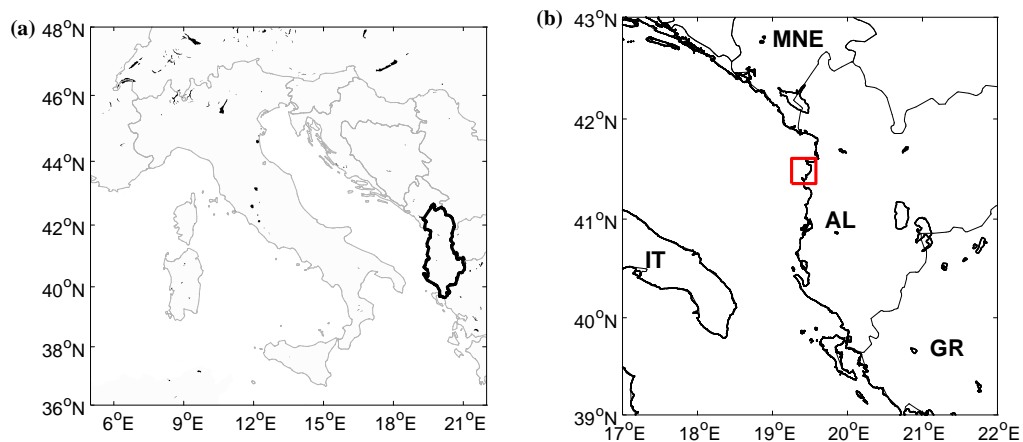 (a)
48°N
46°N
44°N
42°N
40°N
38°N
36°N
6°E 9°E 12°E 15°E 18°E 21°E
(b)
43°N
42°N
41°N
40°N
39°N
17°E 18°E 19°E 20°E 21°E 22°E
MNE
AL
IT
GR